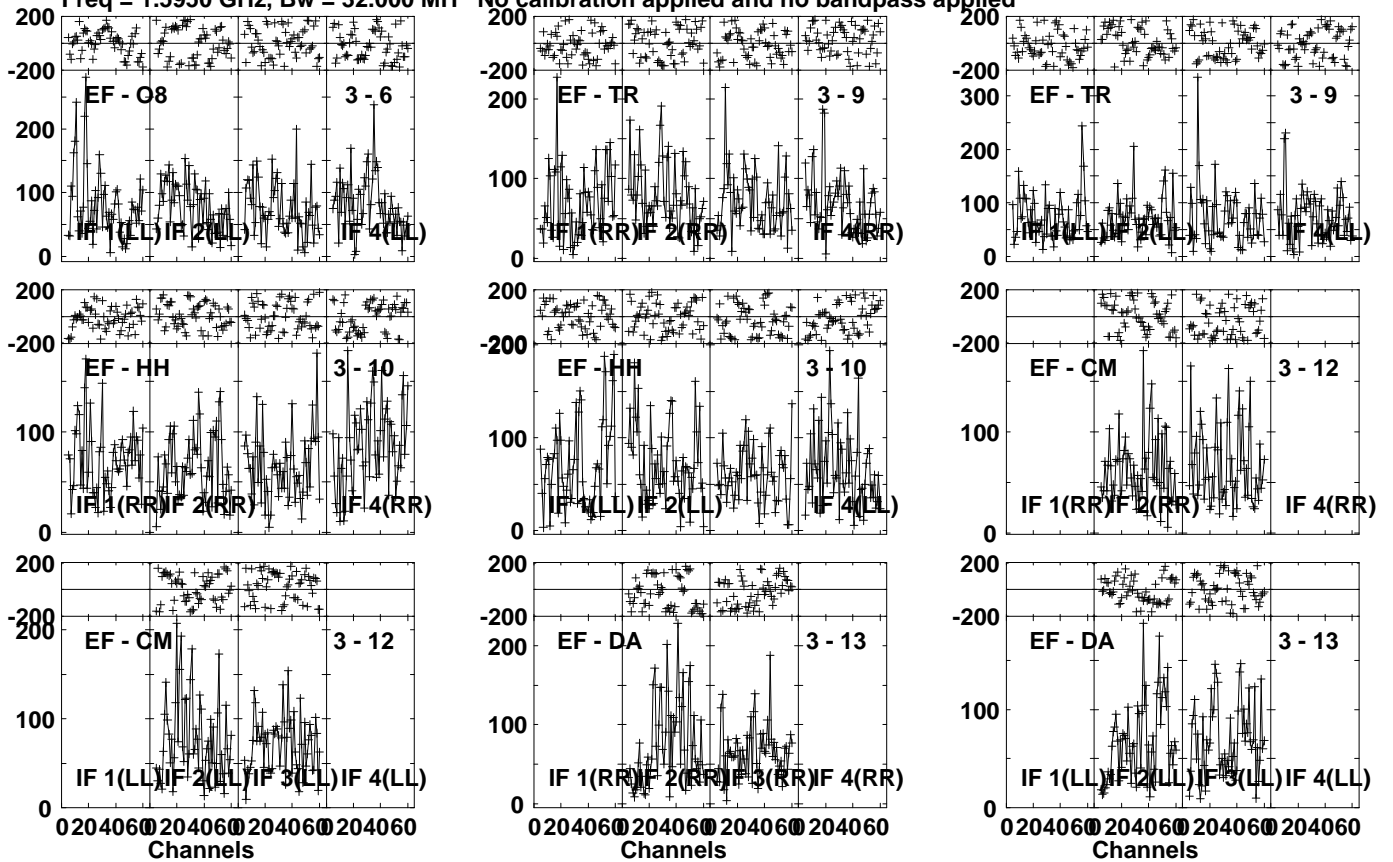 Freq = 1.5950 GHz, Bw = 32.000 MH No calibration applied and no bandpass applied
200 200 200
-200 -200 -200
EF - O8 3 - 6 EF - TR 3 - 9 EF - TR 3 - 9
200 200 300
100 100 200
0 0 100
0
IF 1(LL) IF 2(LL) IF 4(LL) IF 1(RR) IF 2(RR) IF 4(RR) IF 1(LL) IF 2(LL) IF 4(LL)
200 200 200
-200 -200 -200
200
EF - HH 3 - 10 EF - HH 3 - 10 EF - CM 3 - 12
100 100 100
IF 1(RR) IF 2(RR) IF 4(RR) IF 1(LL) IF 2(LL) IF 4(LL) IF 1(RR) IF 2(RR) IF 4(RR)
0 0 0
200 200 200
-200 -200 -200
200 200
EF - CM 3 - 12 EF - DA 3 - 13 EF - DA 3 - 13
100 100 100
IF 1(LL) IF 2(LL) IF 3(LL) IF 4(LL) IF 1(RR) IF 2(RR) IF 3(RR) IF 4(RR) IF 1(LL) IF 2(LL) IF 3(LL) IF 4(LL)
0 0 0
0 20 40 60 0 20 40 60 0 20 40 60 0 20 40 60 0 20 40 60 0 20 40 60 0 20 40 60 0 20 40 60 0 20 40 60 0 20 40 60 0 20 40 60 0 20 40 60
Channels Channels Channels